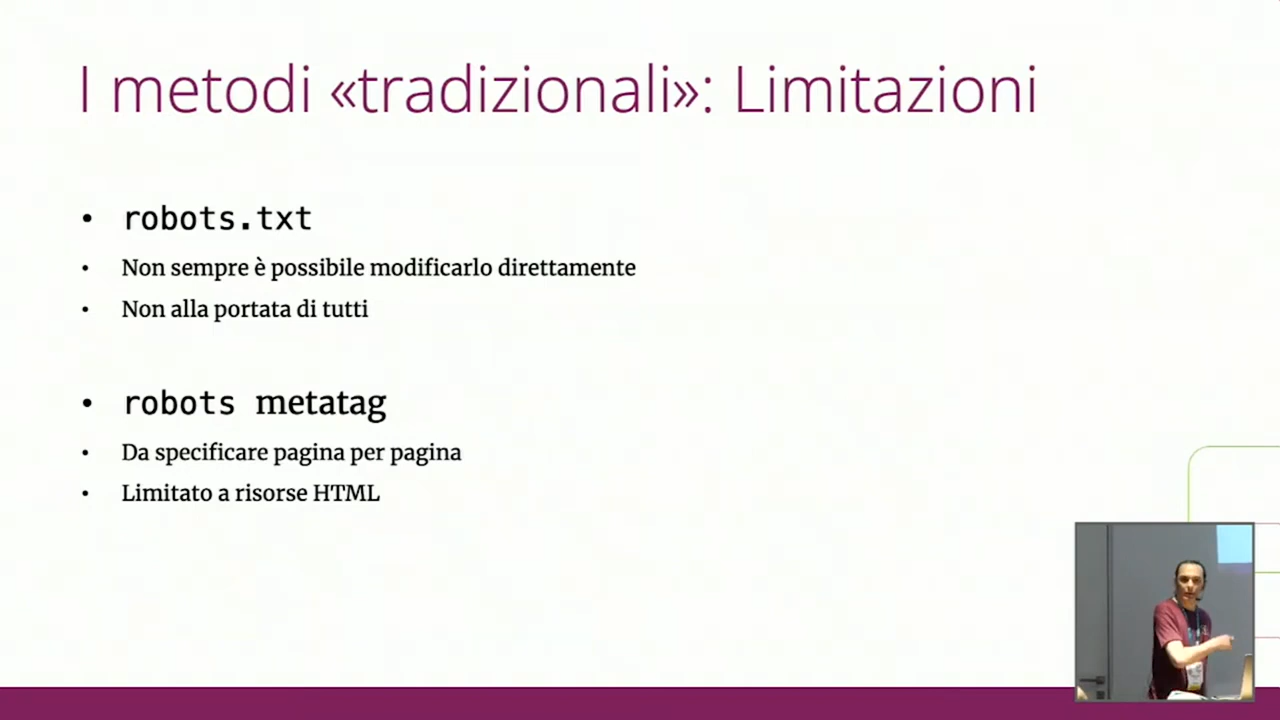 I metodi «tradizionali»: Limitazioni
• robots.txt
• Non sempre è possibile modificarlo direttamente
• Non alla portata di tutti
• robots metatag
• Da specificare pagina per pagina
• Limitato a risorse HTML